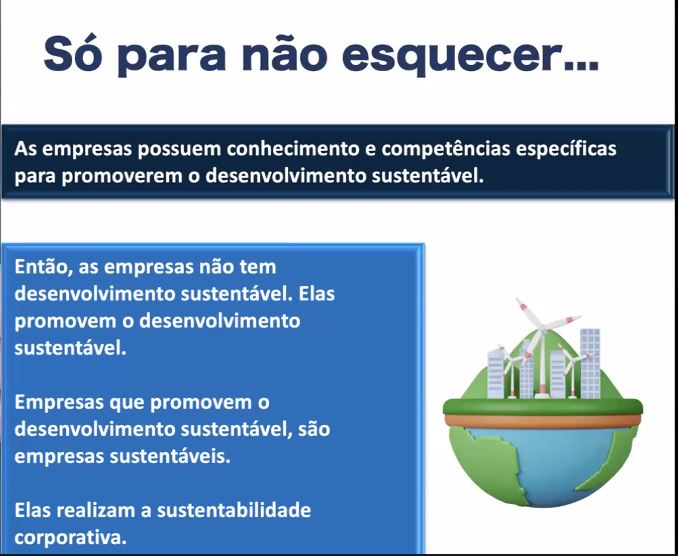 Só para não esquecer...
As empresas possuem conhecimento e competências específicas
para promoverem o desenvolvimento sustentável.
Então, as empresas não tem
desenvolvimento sustentável. Elas
promovem o desenvolvimento
sustentável.
Empresas que promovem o
desenvolvimento sustentável, são
empresas sustentáveis.
Elas realizam a sustentabilidade
corporativa.